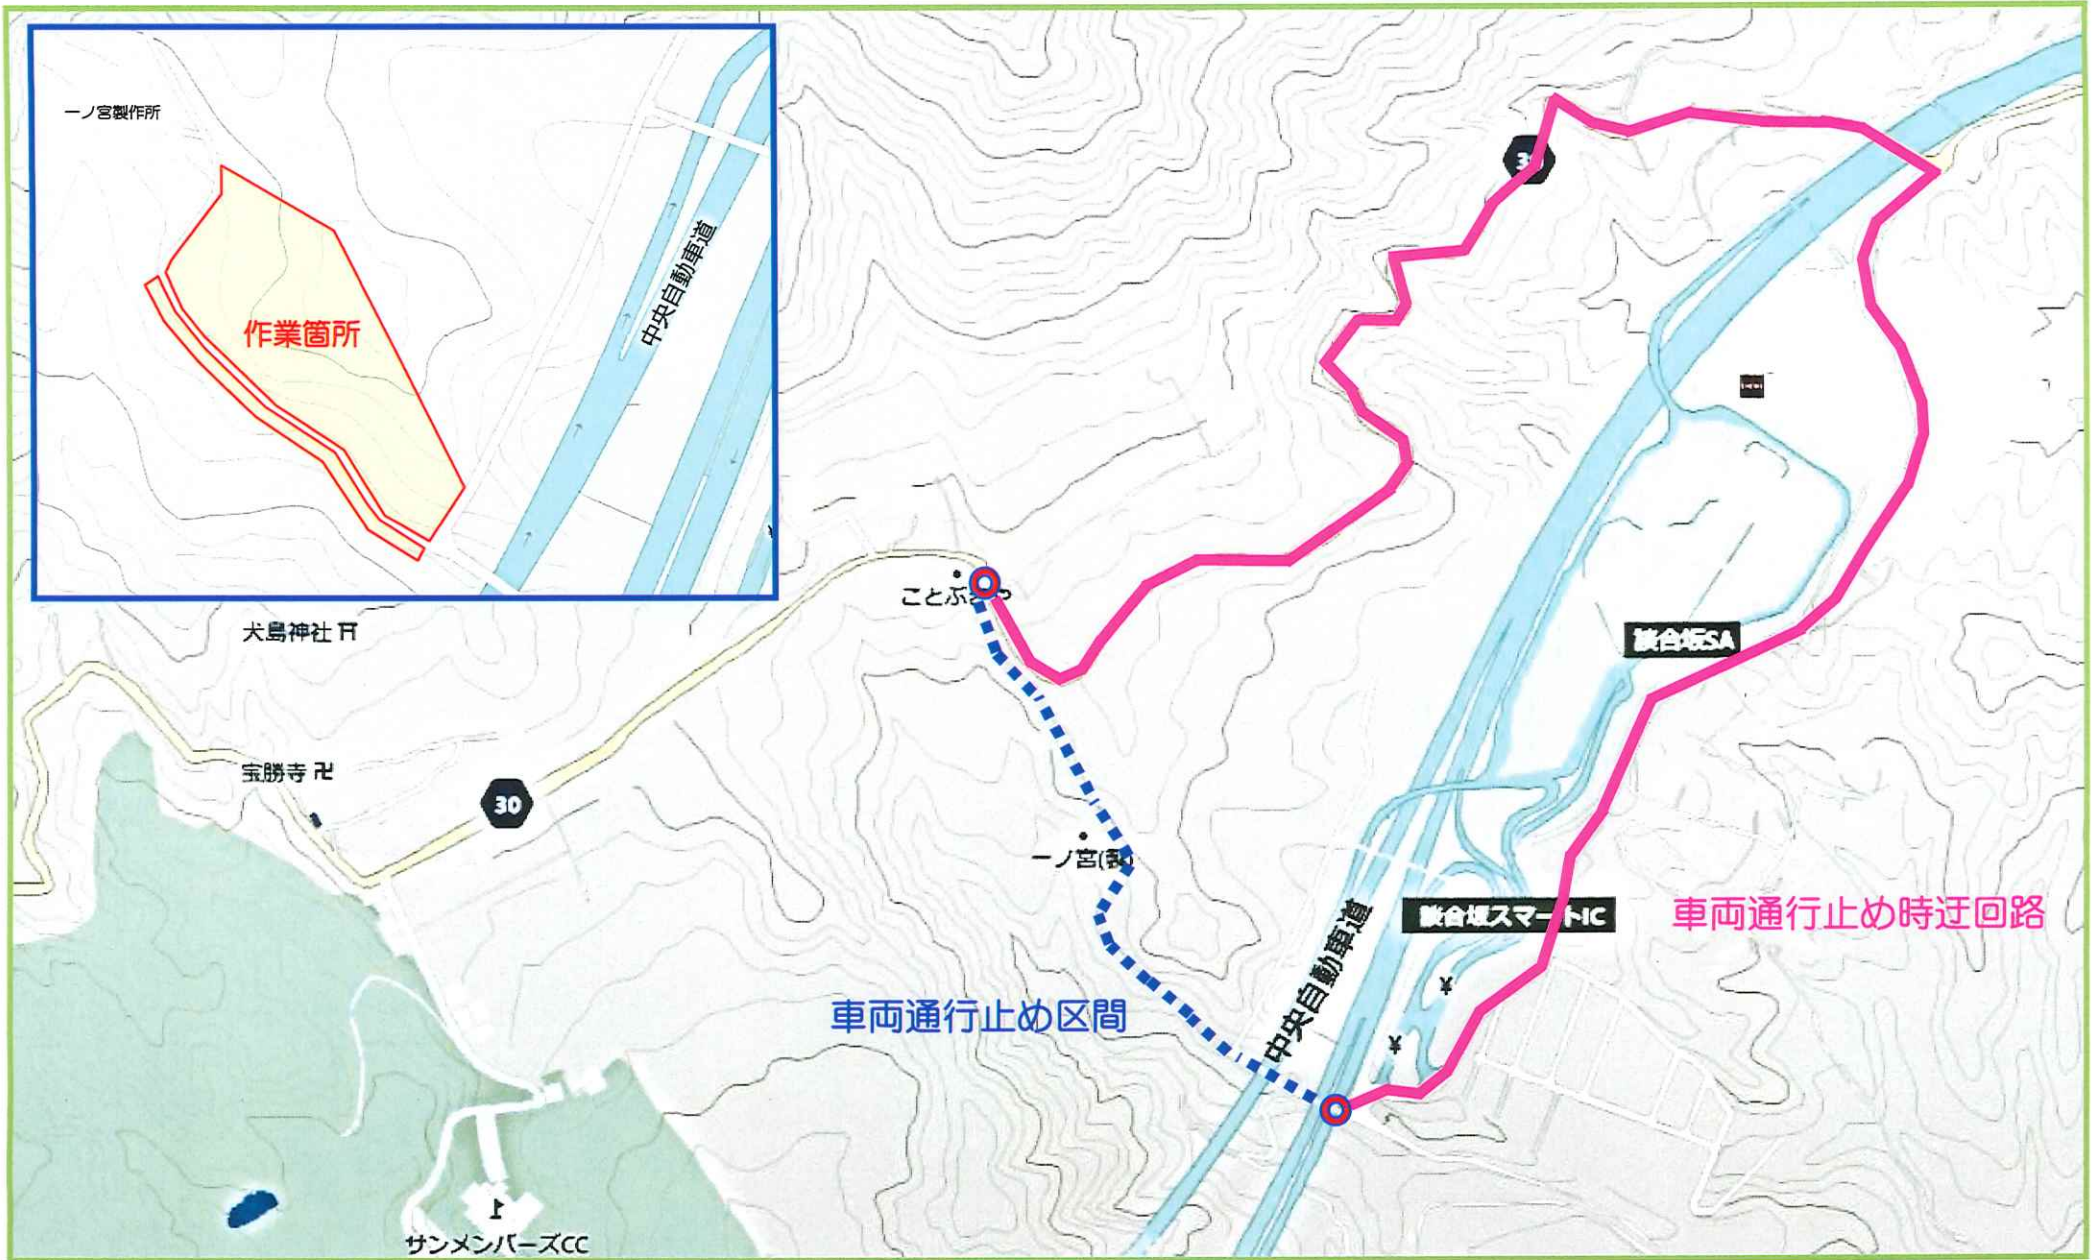 一ノ宮製作所
作業箇所
中央自動車道
犬島神社
宝勝寺
30
一ノ宮(製)
談合坂SA
談合坂スマートIC
車両通行止め時迂回路
車両通行止め区間
中央自動車道
¥
¥
サンメンバーズCC